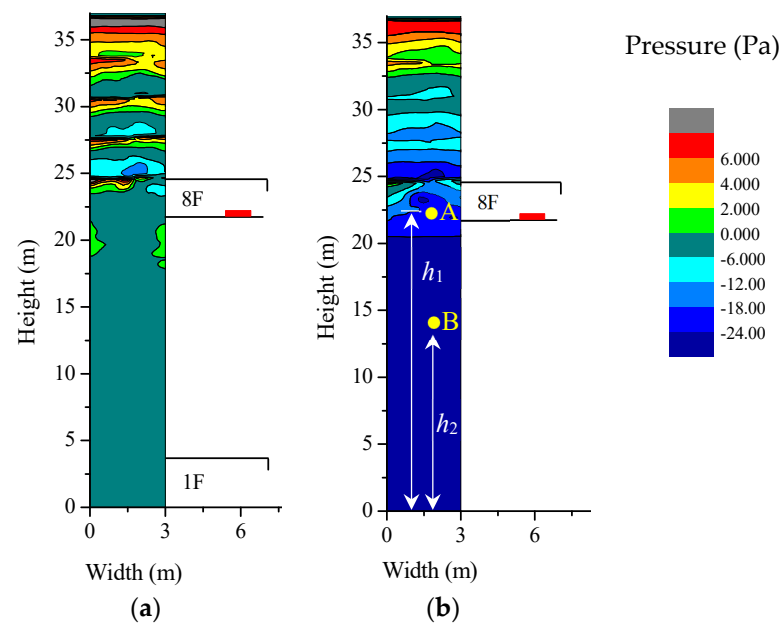 Pressure (Pa)
6.000
4.000
2.000
0.000
-6.000
-12.00
-18.00
-24.00
Height (m)
35
30
25
20
15
10
5
0
8F
1F
0
3
6
Width (m)
(a)
Height (m)
35
30
25
20
15
10
5
0
8F
A
h1
B
h2
0
3
6
Width (m)
(b)